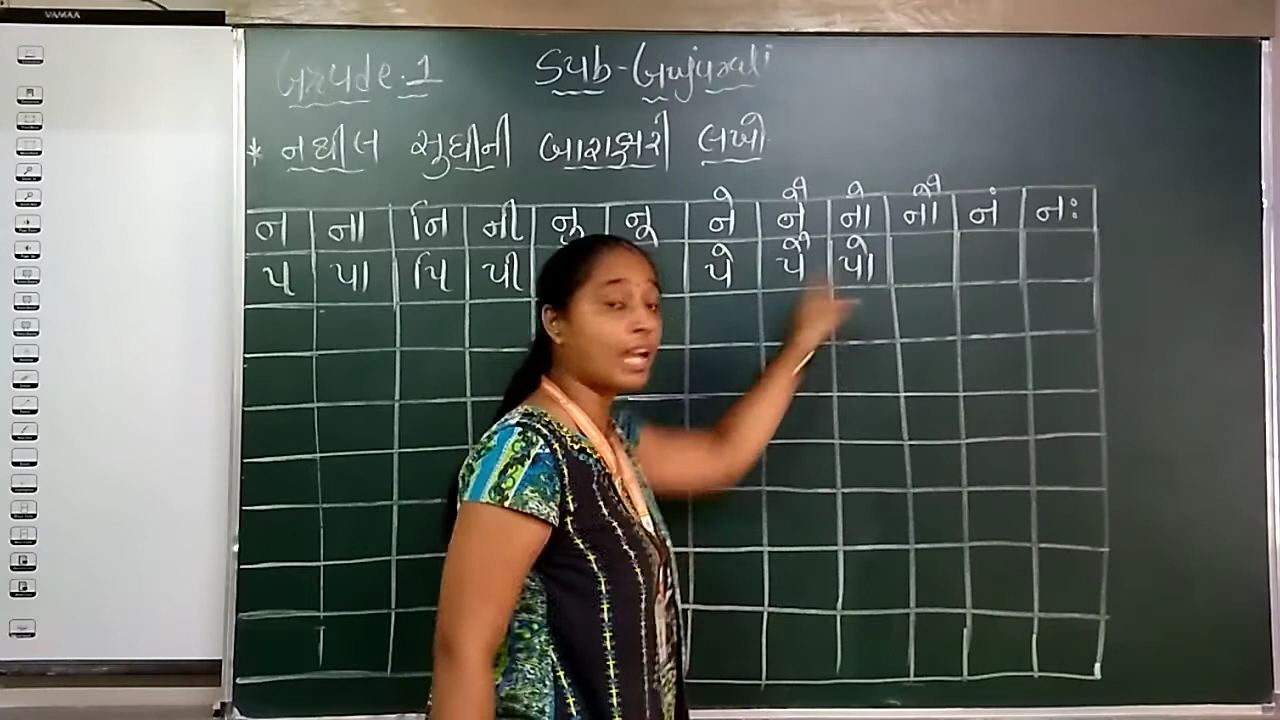 VAMAA
Grade.1 Sub-Gujarati
* નથીલ સુધીની બારાક્ષરી લખો
ન ના નિ ની નુ નૂ ને નૈ નો નૌ નં નઃ
પ પા પિ પી પે પૈ પો